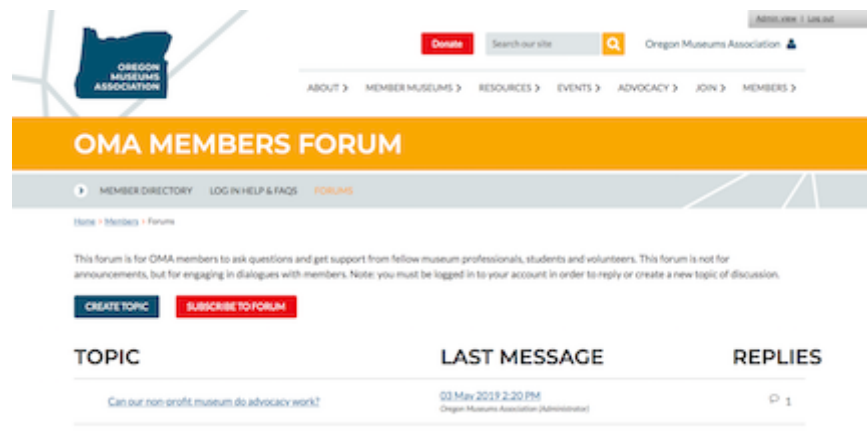 Admin view | Log out
Donate
Search our site
Oregon Museums Association
OREGON
MUSEUMS
ASSOCIATION
ABOUT > MEMBER MUSEUMS > RESOURCES > EVENTS > ADVOCACY > JOIN > MEMBERS >
OMA MEMBERS FORUM
MEMBER DIRECTORY LOG IN HELP & FAQS FORUMS
Home > Members > Forums
This forum is for OMA members to ask questions and get support from fellow museum professionals, students and volunteers. This forum is not for
announcements, but for engaging in dialogues with members. Note: you must be logged in to your account in order to reply or create a new topic of discussion.
CREATE TOPIC SUBSCRIBE TO FORUM
TOPIC LAST MESSAGE REPLIES
Can our non-profit museum do advocacy work? 03 May 2019 2:20 PM 1
Oregon Museums Association (Administrator)